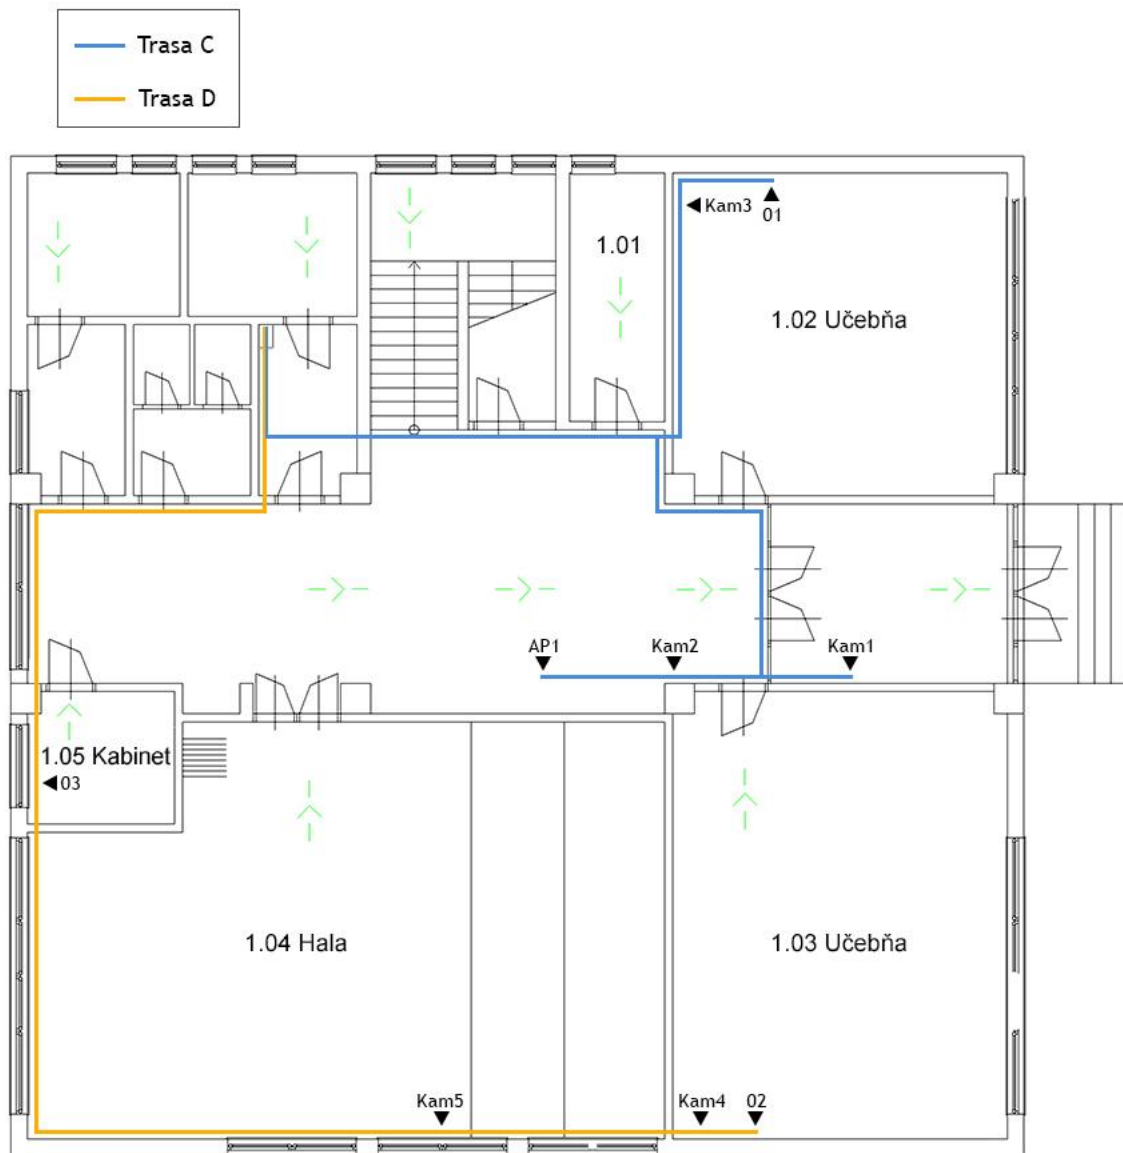 Trasa C
Trasa D
Kam3
01
1.01
1.02 Učebňa
AP1
Kam2
Kam1
1.05 Kabinet
03
1.04 Hala
1.03 Učebňa
Kam5
Kam4
02